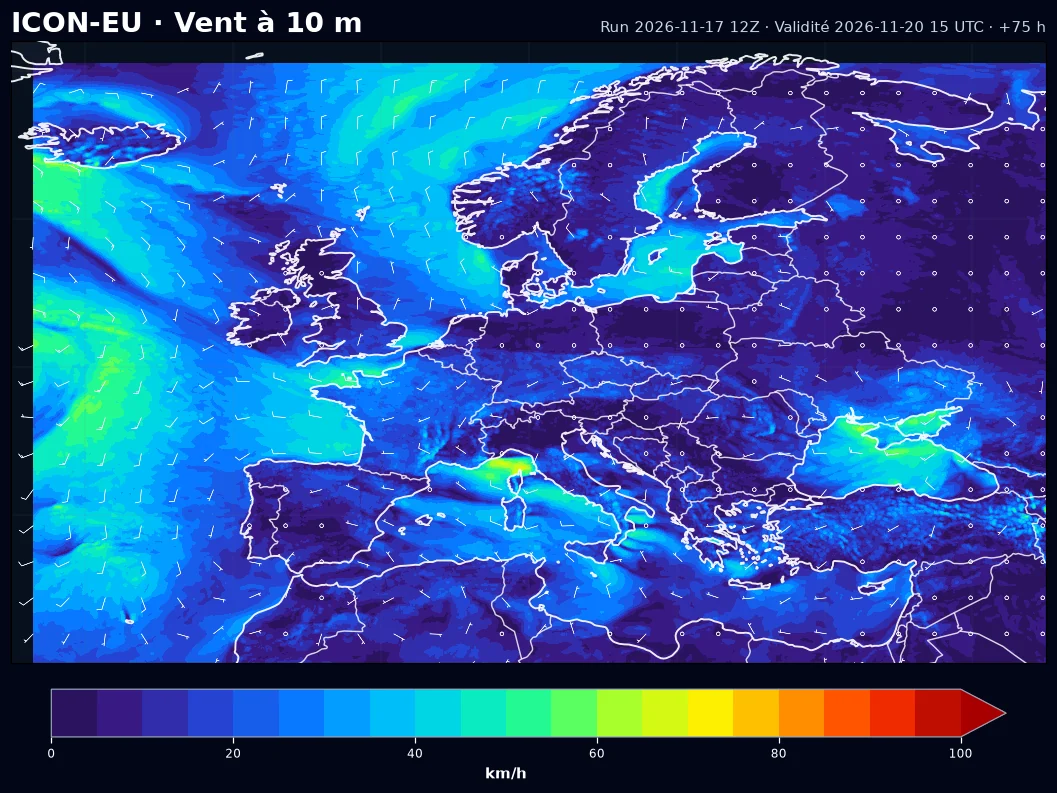 ICON-EU · Vent à 10 m
Run 2026-11-17 12Z · Validité 2026-11-20 15 UTC · +75 h
0 20 40 60 80 100
km/h